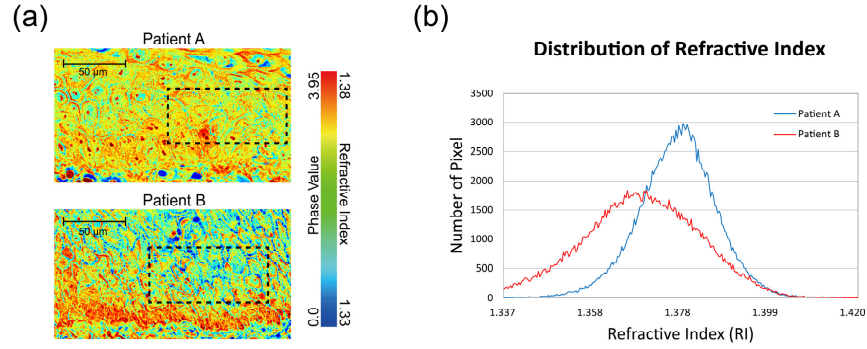 (a)
Patient A
50 µm
Patient B
50 µm
3.95
1.38
Phase Value
Refractive Index
0.0
1.33
(b)
Distribution of Refractive Index
3500
3000
2500
2000
1500
1000
500
0
Number of Pixel
Patient A
Patient B
1.337
1.358
1.378
1.399
1.420
Refractive Index (RI)